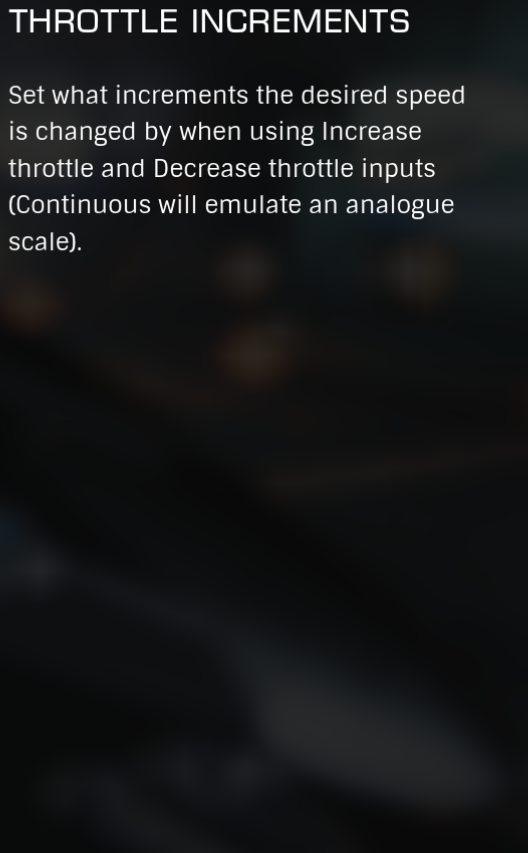 THROTTLE INCREMENTS
Set what increments the desired speed
is changed by when using Increase
throttle and Decrease throttle inputs
(Continuous will emulate an analogue
scale).